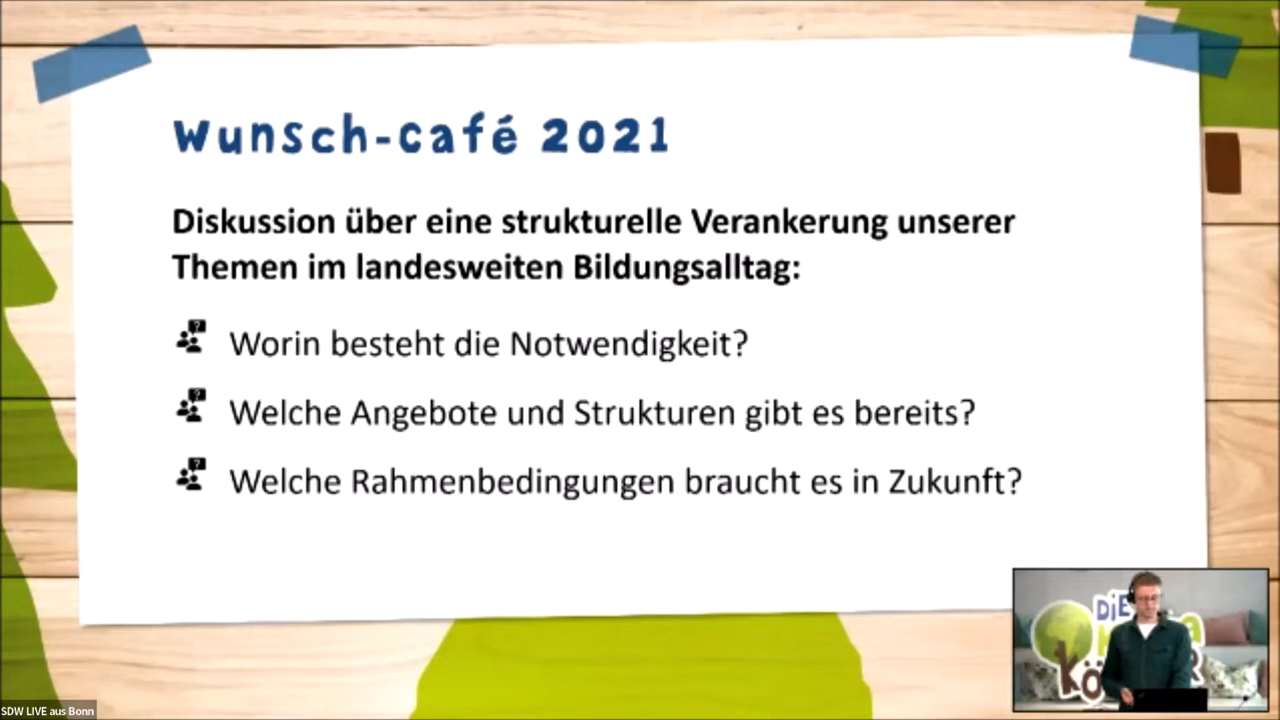 Wunsch-café 2021
Diskussion über eine strukturelle Verankerung unserer
Themen im landesweiten Bildungsalltag:
Worin besteht die Notwendigkeit?
Welche Angebote und Strukturen gibt es bereits?
Welche Rahmenbedingungen braucht es in Zukunft?
DiE
SDW LIVE aus Bonn